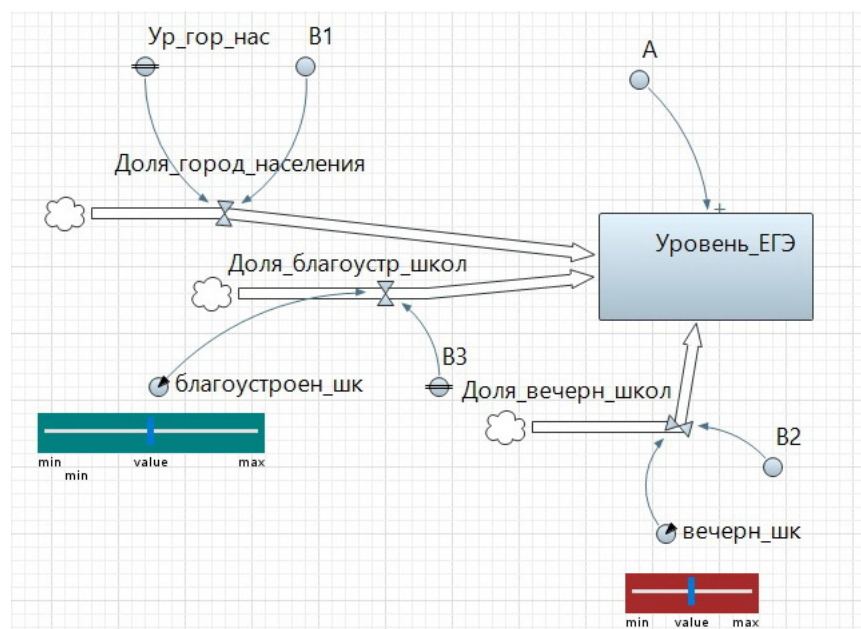 Ур_гор_нас
B1
A
Доля_город_населения
Уровень_ЕГЭ
Доля_благоустр_школ
B3
благоустроен_шк
Доля_вечерн_школ
min value max
min
B2
вечерн_шк
min value max